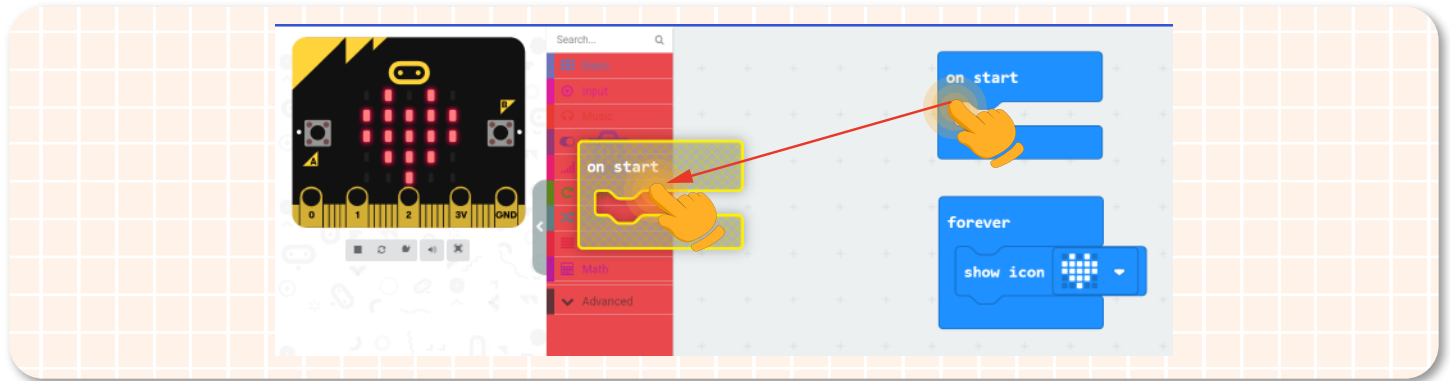 Search...
Basic
Input
Music
on start
Math
Advanced
on start
forever
show icon
A
B
0 1 2 3V GND